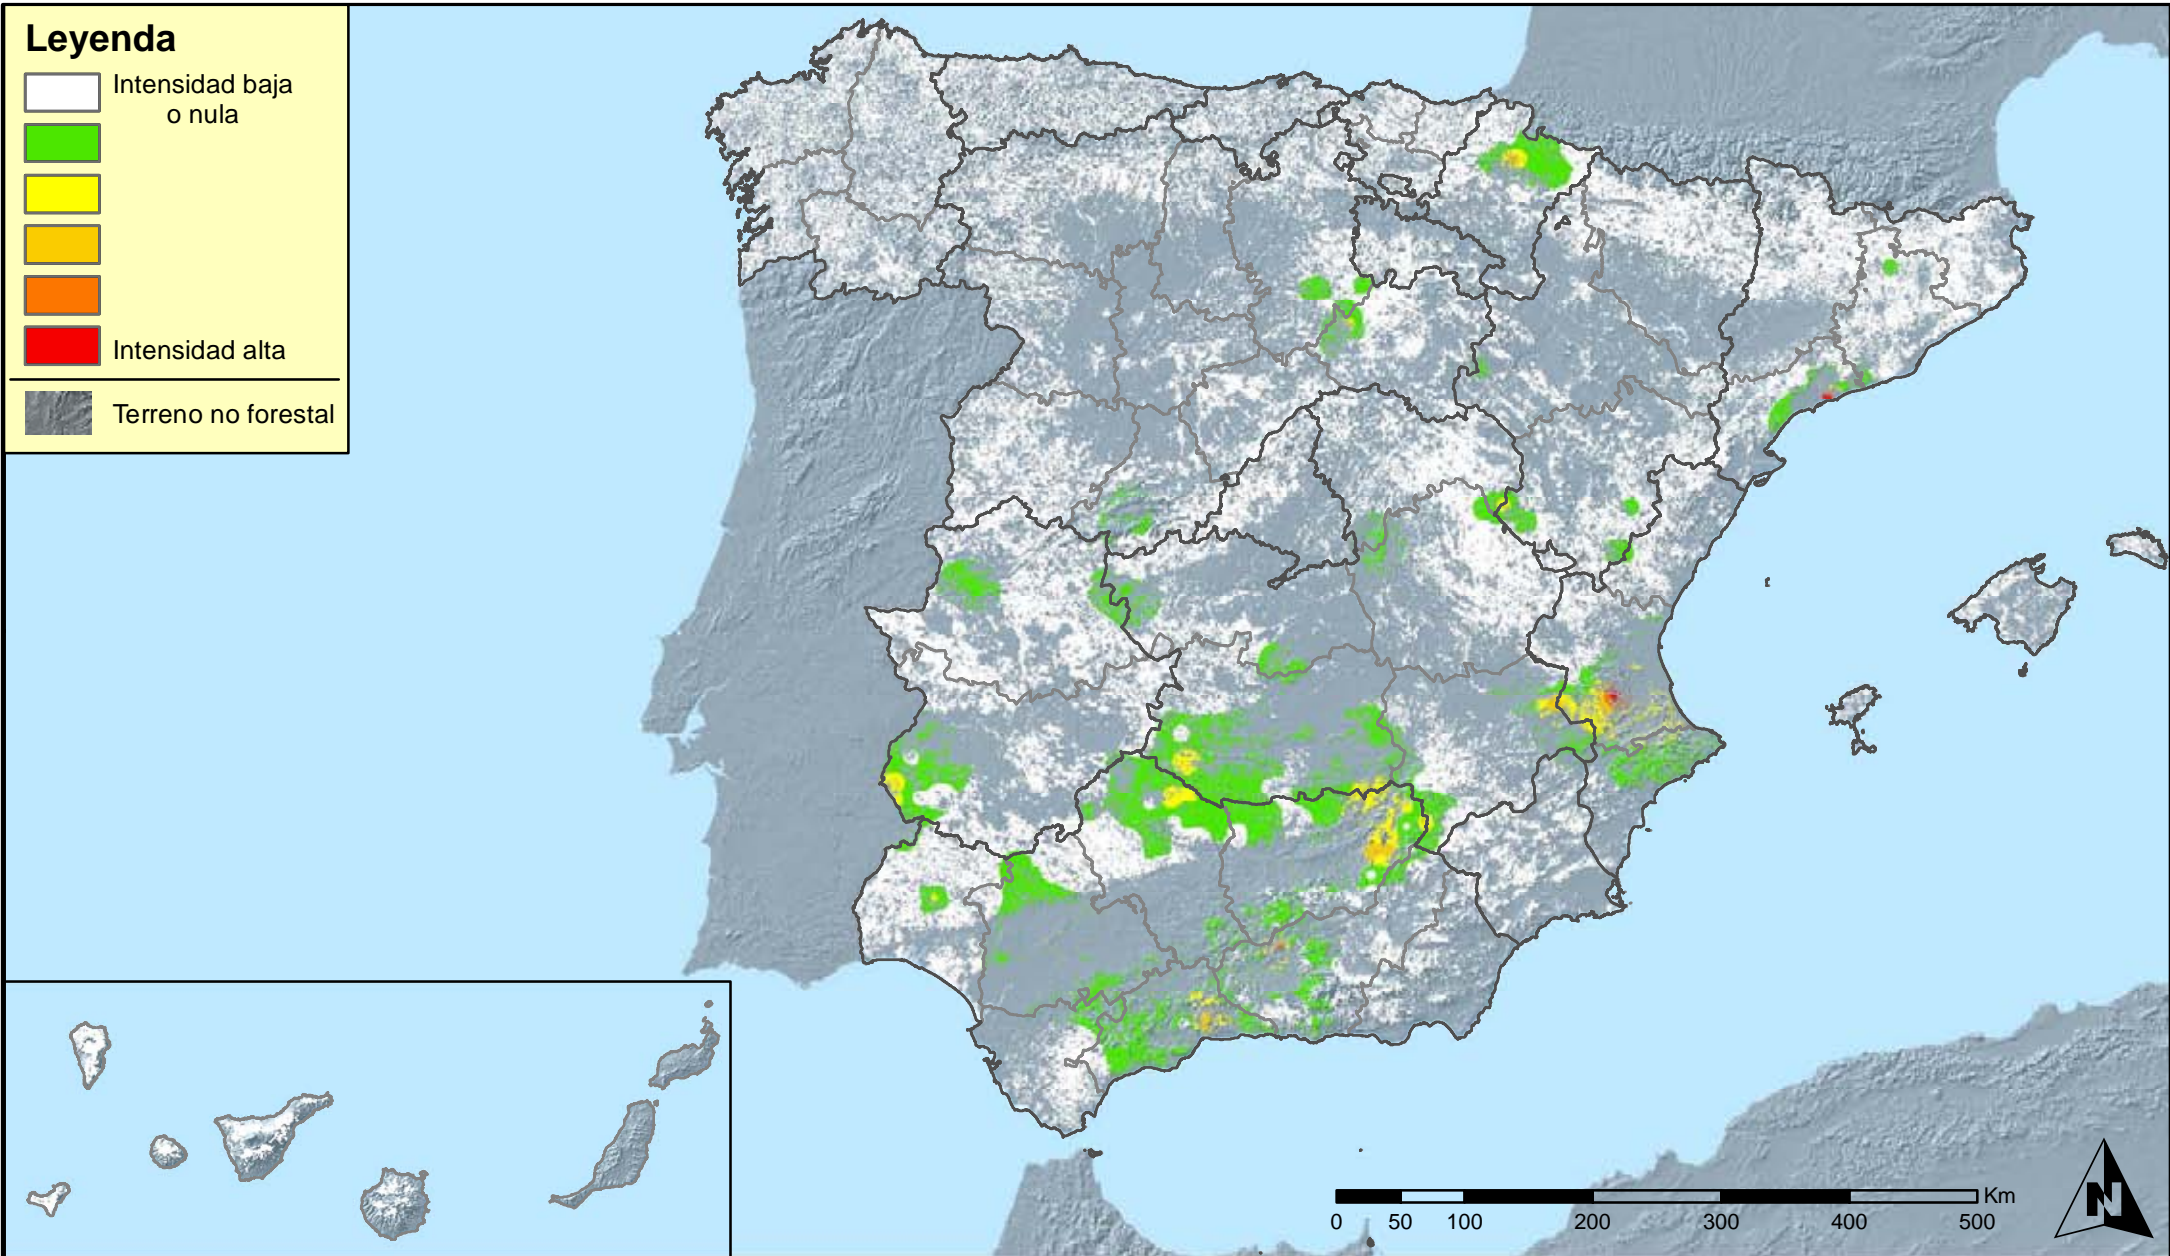 Leyenda
Intensidad baja
o nula
Intensidad alta
Terreno no forestal
Km
0 50 100 200 300 400 500
N